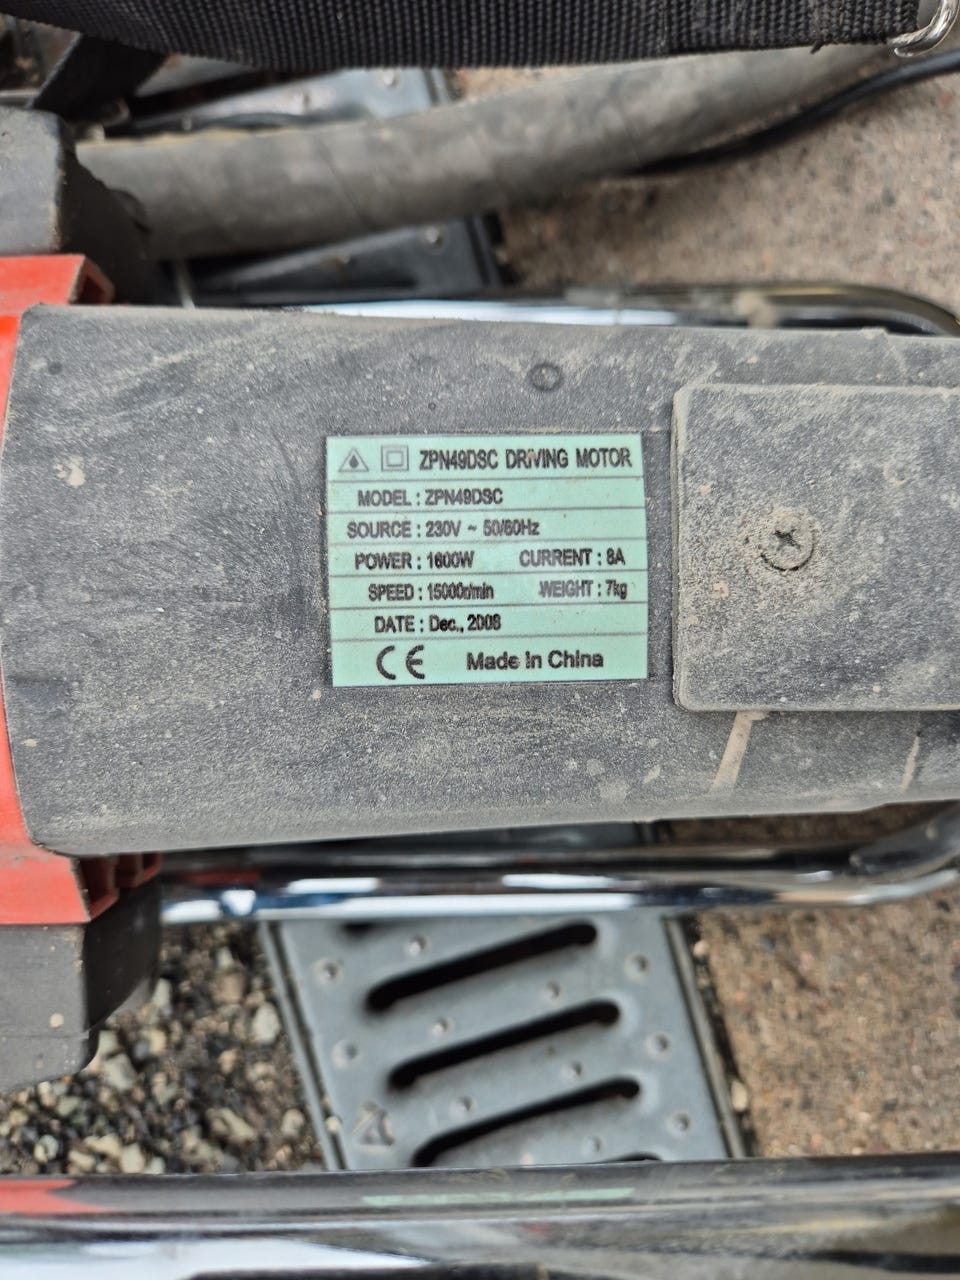 ZPN49DSC DRIVING MOTOR
MODEL : ZPN49DSC
SOURCE : 230V ~ 50/60Hz
POWER : 1600W CURRENT : 8A
SPEED : 15000r/min WEIGHT : 7kg
DATE : Dec., 2008
CE Made in China